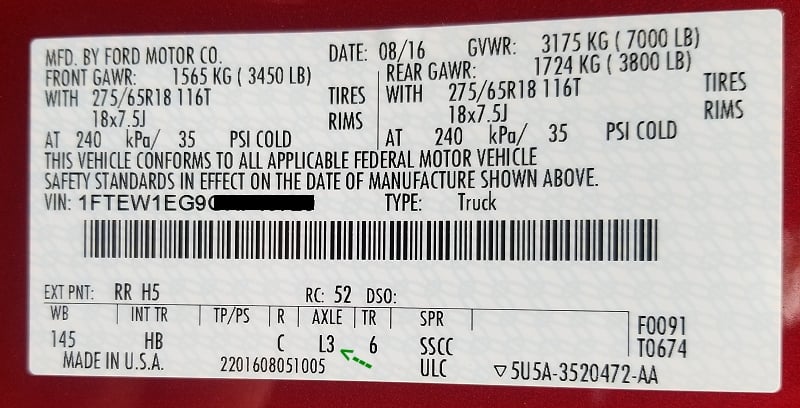 MFD. BY FORD MOTOR CO. DATE: 08/16 GVWR: 3175 KG ( 7000 LB)
FRONT GAWR: 1565 KG ( 3450 LB) REAR GAWR: 1724 KG ( 3800 LB)
WITH 275/65R18 116T TIRES WITH 275/65R18 116T TIRES
18x7.5J RIMS 18x7.5J RIMS
AT 240 kPa/ 35 PSI COLD AT 240 kPa/ 35 PSI COLD
THIS VEHICLE CONFORMS TO ALL APPLICABLE FEDERAL MOTOR VEHICLE
SAFETY STANDARDS IN EFFECT ON THE DATE OF MANUFACTURE SHOWN ABOVE.
VIN: 1FTEW1EG9 TYPE: Truck
EXT PNT: RR H5 RC: 52 DSO:
WB INT TR TP/PS R AXLE TR SPR F0091
145 HB C L3 6 SSCC T0674
MADE IN U.S.A. 2201608051005 ULC ▽5U5A-3520472-AA